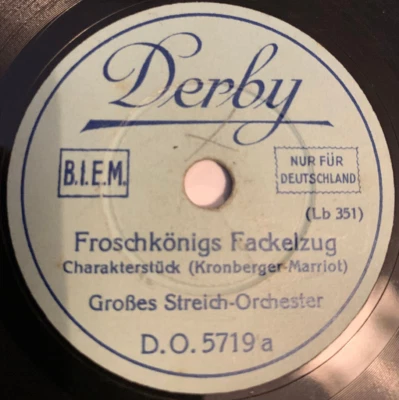 Derby
B.I.E.M.
NUR FÜR
DEUTSCHLAND
(Lb 351)
Froschkönigs Fackelzug
Charakterstück (Kronberger-Marriot)
Großes Streich-Orchester
D.O. 5719 a